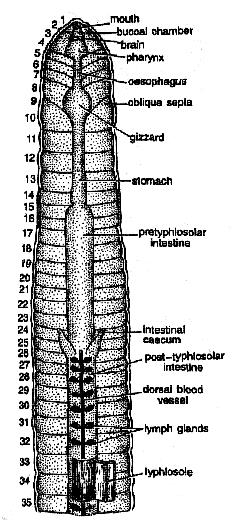 1
2
3
4
5
6
7
8
9
10
11
12
13
14
15
16
17
18
19
20
21
22
23
24
25
26
27
28
29
30
31
32
33
34
35
mouth
buccal chamber
brain
pharynx
oesophagus
obliqua septa
gizzard
stomach
pretyphlosolar
intestine
Intestinal
caecum
post-typhlosolar
intestine
dorsal blood
vessel
lymph glands
typhlosole